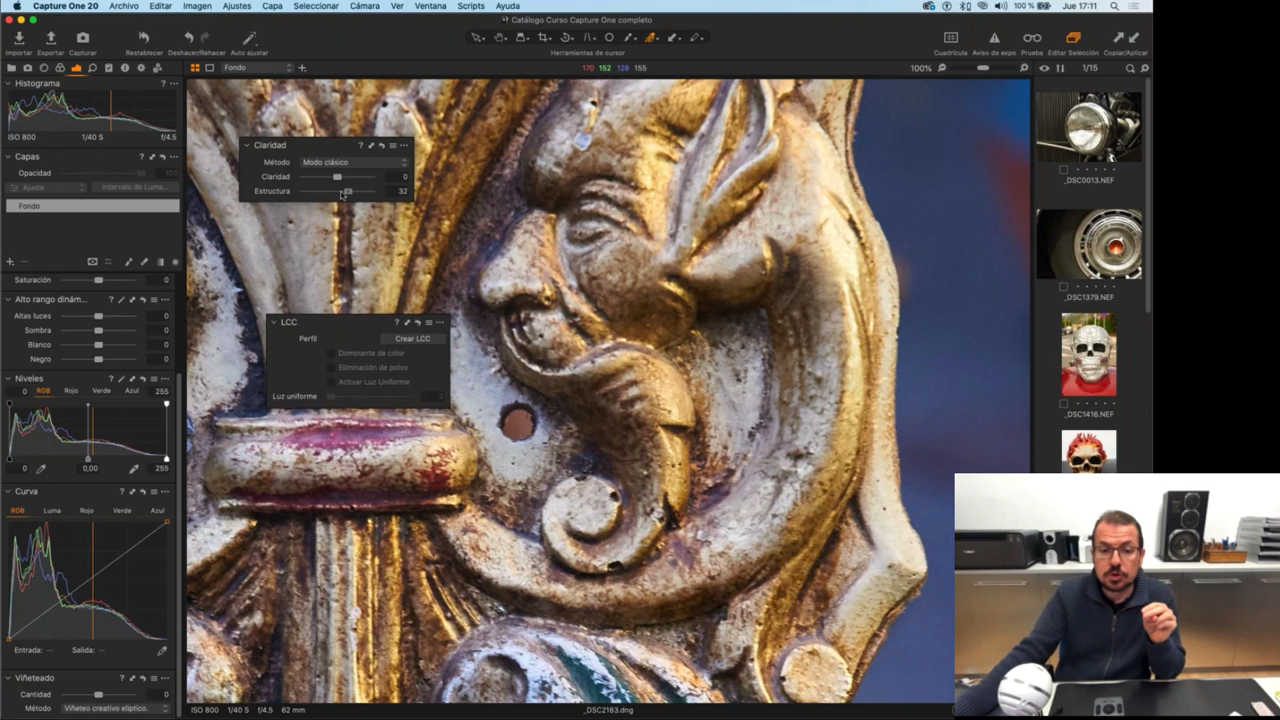 Capture One 20 Archivo Editar Imagen Ajustes Capa Seleccionar Cámara Ver Ventana Scripts Ayuda 100 % Jue 17:11
Catálogo Curso Capture One completo
Importar Exportar Capturar Restablecer Deshacer/Rehacer Auto ajustar Herramientas de cursor Cuadrícula Aviso de expo Prueba Editar Selección Copiar/Aplicar
Fondo 170 152 128 155 100% 1/15
Histograma
ISO 800 1/40 S f/4.5
Capas
Opacidad 100
Ajuste Intervalo de Luma...
Fondo
Saturación 0
Alto rango dinám...
Altas luces 0
Sombra 0
Blanco 0
Negro 0
Niveles
0 RGB Rojo Verde Azul 255
0 0,00 255
Curva
RGB Luma Rojo Verde Azul
Entrada: -- Salida: --
Viñeteado
Cantidad 0
Método Viñeteo creativo elíptico.
Claridad
Método Modo clásico
Claridad 0
Estructura 32
LCC
Perfil Crear LCC
Dominante de color
Eliminación de polvo
Activar Luz Uniforme
Luz uniforme
_DSC0013.NEF
_DSC1379.NEF
_DSC1416.NEF
ISO 800 1/40 S f/4.5 62 mm _DSC2183.dng